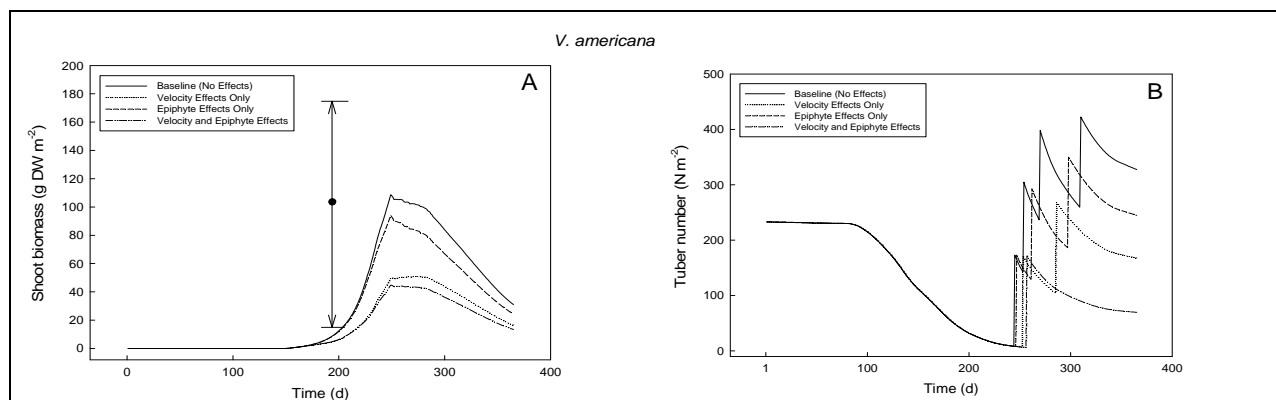 V. americana
A
Baseline (No Effects)
Velocity Effects Only
Epiphyte Effects Only
Velocity and Epiphyte Effects
Shoot biomass (g DW m-2)
200
180
160
140
120
100
80
60
40
20
0
0 100 200 300 400
Time (d)
B
Baseline (No Effects)
Velocity Effects Only
Epiphyte Effects Only
Velocity and Epiphyte Effects
Tuber number (N m-2)
500
400
300
200
100
0
1 100 200 300 400
Time (d)